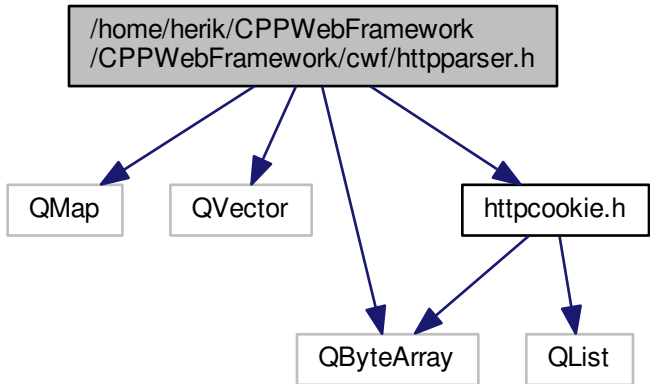 /home/herik/CPPWebFramework
/CPPWebFramework/cwf/httpparser.h
QMap
QVector
httpcookie.h
QByteArray
QList